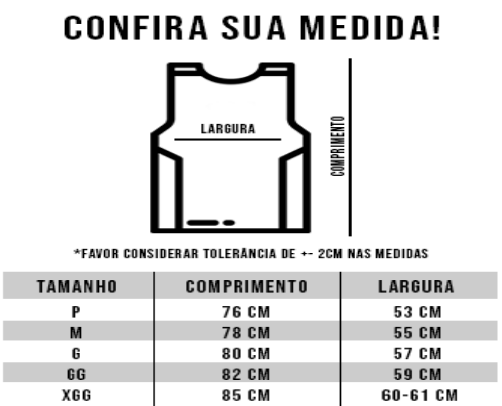 CONFIRA SUA MEDIDA!
LARGURA
COMPRIMENTO
*FAVOR CONSIDERAR TOLERÂNCIA DE +- 2CM NAS MEDIDAS
TAMANHO COMPRIMENTO LARGURA
P 76 CM 53 CM
M 78 CM 55 CM
G 80 CM 57 CM
GG 82 CM 59 CM
XGG 85 CM 60-61 CM